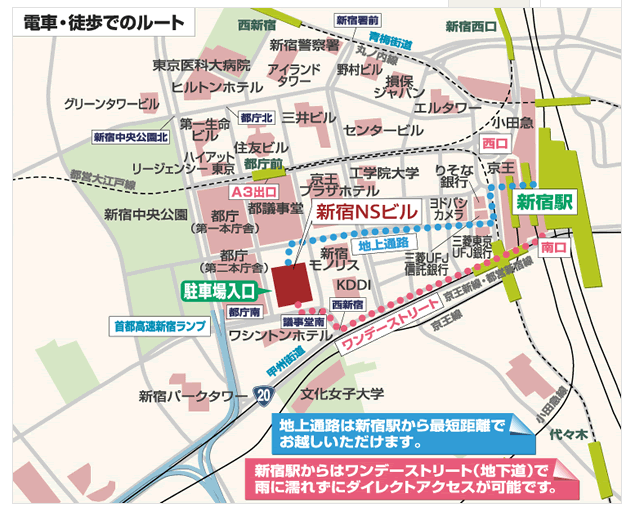 電車・徒歩でのルート
新宿署前
西新宿
新宿西口
青梅街道
丸ノ内線
新宿警察署
東京医科大病院
アイランド
タワー
野村ビル
損保
ジャパン
ヒルトンホテル
グリーンタワービル
エルタワー
小田急
都庁北
三井ビル
第一生命
ビル
センタービル
新宿中央公園北
住友ビル
西口
ハイアット
リージェンシー 東京
都庁前
京王
プラザホテル
工学院大学
りそな
銀行
京王
都営大江戸線
A3出口
新宿駅
新宿中央公園
都庁
(第一本庁舎)
都議事堂
新宿NSビル
ヨドバシ
カメラ
地上通路
三菱東京
UFJ銀行
南口
都庁
(第二本庁舎)
新宿
モノリス
三菱UFJ
信託銀行
駐車場入口
KDDI
京王新線・都営新宿線
都庁南
西新宿
議事堂南
ワンデーストリート
京王線
首都高速新宿ランプ
ワシントンホテル
甲州街道
20
新宿パークタワー
文化女子大学
小田急線
代々木
地上通路は新宿駅から最短距離で
お越しいただけます。
新宿駅からはワンデーストリート(地下道)で
雨に濡れずにダイレクトアクセスが可能です。